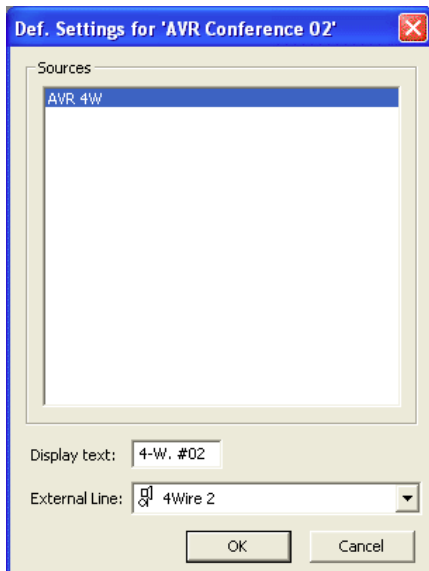 Def. Settings for 'AVR Conference 02'
Sources
AVR 4W
Display text: 4-W. #02
External Line: 4Wire 2
OK Cancel